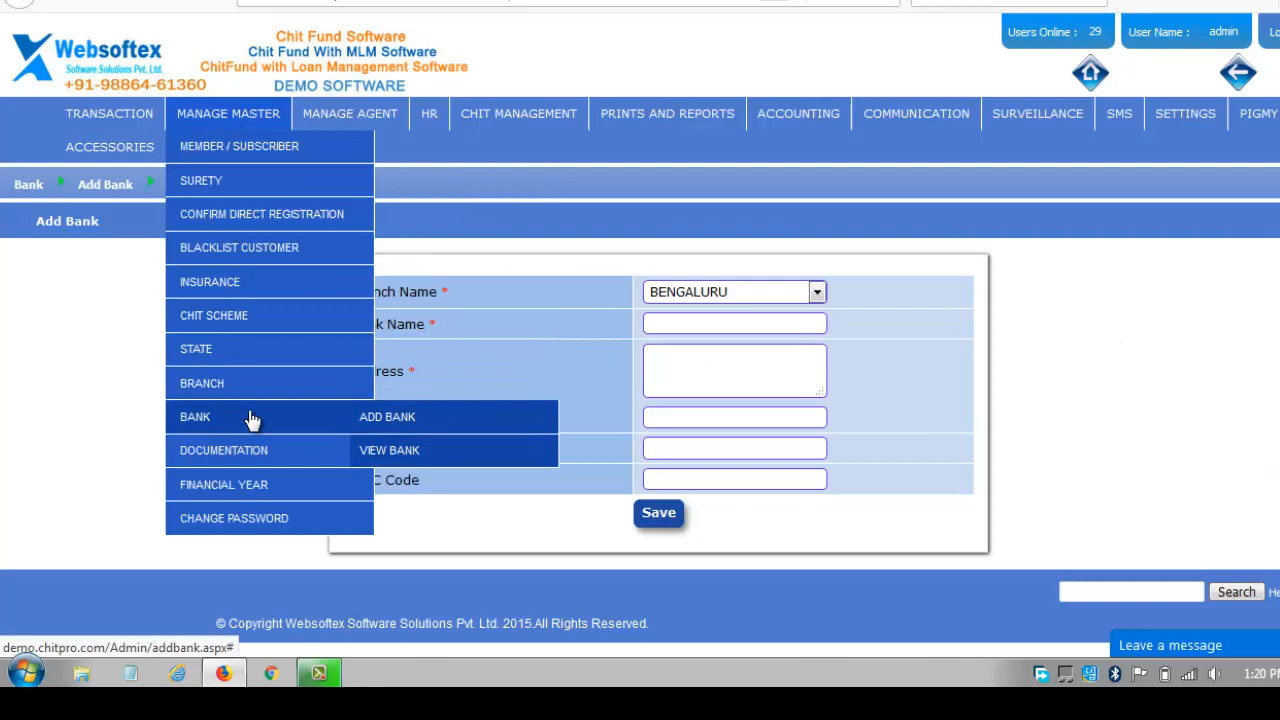 Websoftex
Software Solutions Pvt. Ltd.
+91-98864-61360
Chit Fund Software
Chit Fund With MLM Software
ChitFund with Loan Management Software
DEMO SOFTWARE
Users Online : 29
User Name : admin
Lo
TRANSACTION
MANAGE MASTER
MANAGE AGENT
HR
CHIT MANAGEMENT
PRINTS AND REPORTS
ACCOUNTING
COMMUNICATION
SURVEILLANCE
SMS
SETTINGS
PIGMY
ACCESSORIES
MEMBER / SUBSCRIBER
SURETY
CONFIRM DIRECT REGISTRATION
BLACKLIST CUSTOMER
INSURANCE
CHIT SCHEME
STATE
BRANCH
BANK
DOCUMENTATION
FINANCIAL YEAR
CHANGE PASSWORD
ADD BANK
VIEW BANK
Bank
Add Bank
Add Bank
nch Name *
BENGALURU
k Name *
ress *
C Code
Save
Search
He
© Copyright Websoftex Software Solutions Pvt. Ltd. 2015.All Rights Reserved.
demo.chitpro.com/Admin/addbank.aspx#
Leave a message
1:20 PM